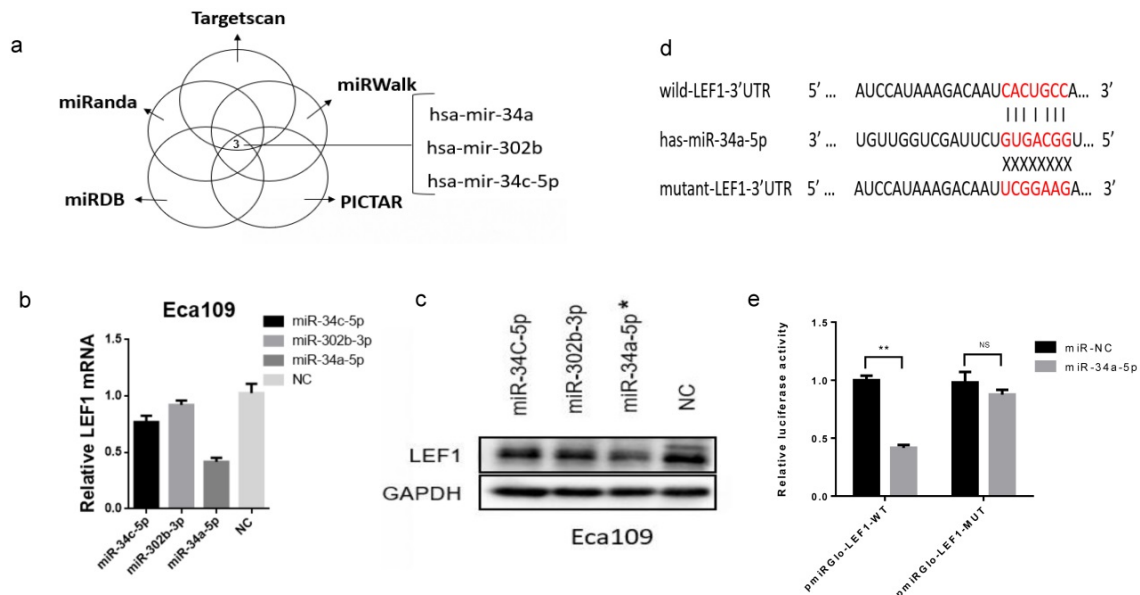 a
Targetscan
miRanda
miRWalk
3
hsa-mir-34a
hsa-mir-302b
hsa-mir-34c-5p
miRDB
PICTAR
b
Eca109
Relative LEF1 mRNA
1.5
1.0
0.5
0.0
miR-34c-5p
miR-302b-3p
miR-34a-5p
NC
miR-34c-5p
miR-302b-3p
miR-34a-5p
NC
c
miR-34C-5p
miR-302b-3p
miR-34a-5p*
NC
LEF1
GAPDH
Eca109
d
wild-LEF1-3'UTR 5' ... AUCCAUAAAGACAAUCACUGCCA... 3'
has-miR-34a-5p 3' ... UGUUGGUCGAUUCUGUGACGGU... 5'
XXXXXXXX
mutant-LEF1-3'UTR 5' ... AUCCAUAAAGACAAUUCGGAAGA... 3'
e
Relative luciferase activity
1.5
1.0
0.5
0.0
**
NS
miR-NC
miR-34a-5p
pmiRGlo-LEF1-WT
pmiRGlo-LEF1-MUT